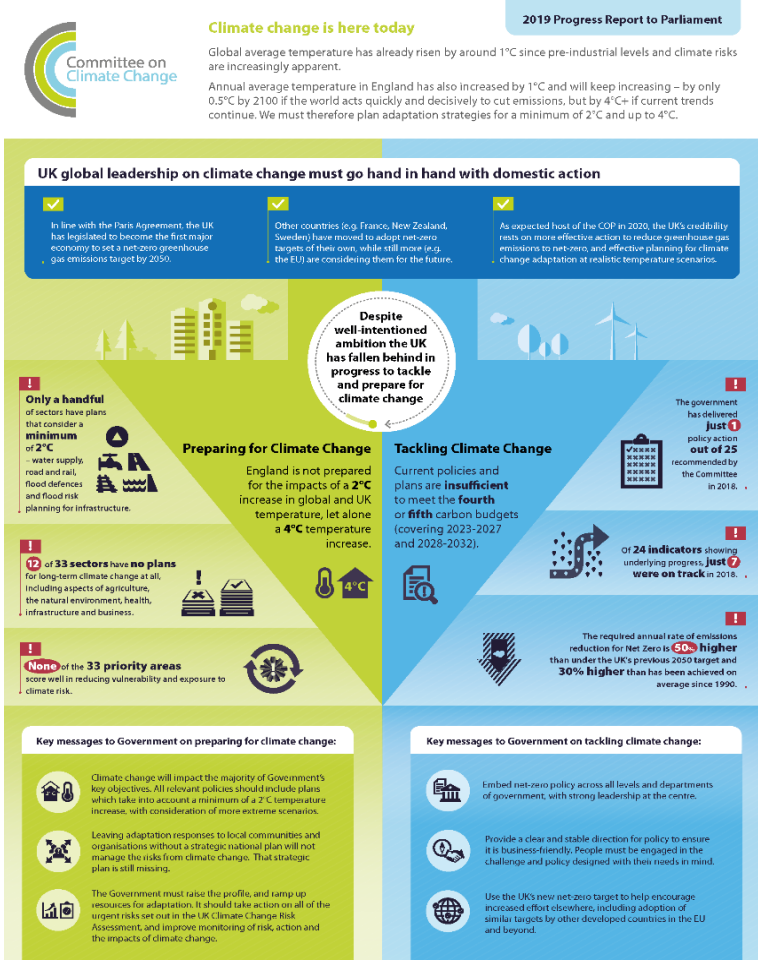 2019 Progress Report to Parliament
Committee on
Climate Change
Climate change is here today
Global average temperature has already risen by around 1°C since pre-industrial levels and climate risks
are increasingly apparent.
Annual average temperature in England has also increased by 1°C and will keep increasing – by only
0.5°C by 2100 if the world acts quickly and decisively to cut emissions, but by 4°C+ if current trends
continue. We must therefore plan adaptation strategies for a minimum of 2°C and up to 4°C.
UK global leadership on climate change must go hand in hand with domestic action
In line with the Paris Agreement, the UK
has legislated to become the first major
economy to set a net-zero greenhouse
gas emissions target by 2050.
Other countries (e.g. France, New Zealand,
Sweden) have moved to adopt net-zero
targets of their own, while still more (e.g.
the EU) are considering them for the future.
As expected host of the COP in 2020, the UK's credibility
rests on more effective action to reduce greenhouse gas
emissions to net-zero, and effective planning for climate
change adaptation at realistic temperature scenarios.
Despite
well-intentioned
ambition the UK
has fallen behind in
progress to tackle
and prepare for
climate change
!
Only a handful
of sectors have plans
that consider a
minimum
of 2°C
– water supply,
road and rail,
flood defences
and flood risk
planning for infrastructure.
!
12 of 33 sectors have no plans
for long-term climate change at all,
including aspects of agriculture,
the natural environment, health,
infrastructure and business.
!
!
None of the 33 priority areas
score well in reducing vulnerability and exposure to
climate risk.
Preparing for Climate Change
England is not prepared
for the impacts of a 2°C
increase in global and UK
temperature, let alone
a 4°C temperature
increase.
4°C
Tackling Climate Change
Current policies and
plans are insufficient
to meet the fourth
or fifth carbon budgets
(covering 2023-2027
and 2028-2032).
!
!
The government
has delivered
just 1
policy action
out of 25
recommended by
the Committee
in 2018.
!
Of 24 indicators showing
underlying progress, just 7
were on track in 2018.
!
The required annual rate of emissions
reduction for Net Zero is 50% higher
than under the UK's previous 2050 target and
30% higher than has been achieved on
average since 1990.
Key messages to Government on preparing for climate change:
Climate change will impact the majority of Government's
key objectives. All relevant policies should include plans
which take into account a minimum of a 2°C temperature
increase, with consideration of more extreme scenarios.
Leaving adaptation responses to local communities and
organisations without a strategic national plan will not
manage the risks from climate change. That strategic
plan is still missing.
The Government must raise the profile, and ramp up
resources for adaptation. It should take action on all of the
urgent risks set out in the UK Climate Change Risk
Assessment, and improve monitoring of risk, action and
the impacts of climate change.
Key messages to Government on tackling climate change:
Embed net-zero policy across all levels and departments
of government, with strong leadership at the centre.
Provide a clear and stable direction for policy to ensure
it is business-friendly. People must be engaged in the
challenge and policy designed with their needs in mind.
Use the UK's new net-zero target to help encourage
increased effort elsewhere, including adoption of
similar targets by other developed countries in the EU
and beyond.